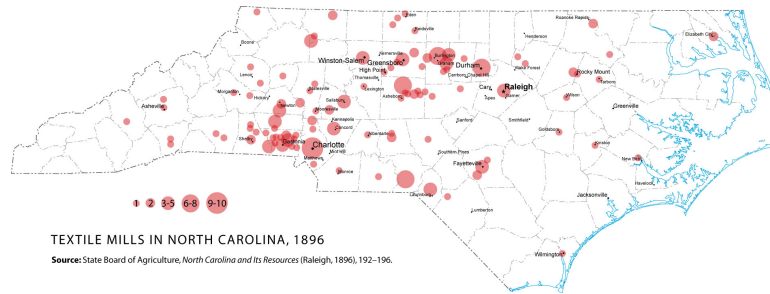 Eden
Roanoke Rapids
Reidsville
Elizabeth City
Henderson
Boone
Kernersville
Burlington
Winston-Salem
Greensboro
Graham
Durham
Wake Forest
High Point
Rocky Mount
Lenoir
Thomasville
Carrboro
Chapel Hill
Tarboro
Morganton
Statesville
Lexington
Cary
Raleigh
Hickory
Asheboro
Apex
Garner
Wilson
Asheville
Newton
Salisbury
Greenville
Mooresville
Kannapolis
Sanford
Smithfield
Concord
Albemarle
Goldsboro
Shelby
Gastonia
Charlotte
Kinston
Mint Hill
Southern Pines
Matthews
Fayetteville
New Bern
Monroe
Havelock
Laurinburg
Jacksonville
Lumberton
Wilmington
1 2 3-5 6-8 9-10
TEXTILE MILLS IN NORTH CAROLINA, 1896
Source: State Board of Agriculture, North Carolina and Its Resources (Raleigh, 1896), 192–196.